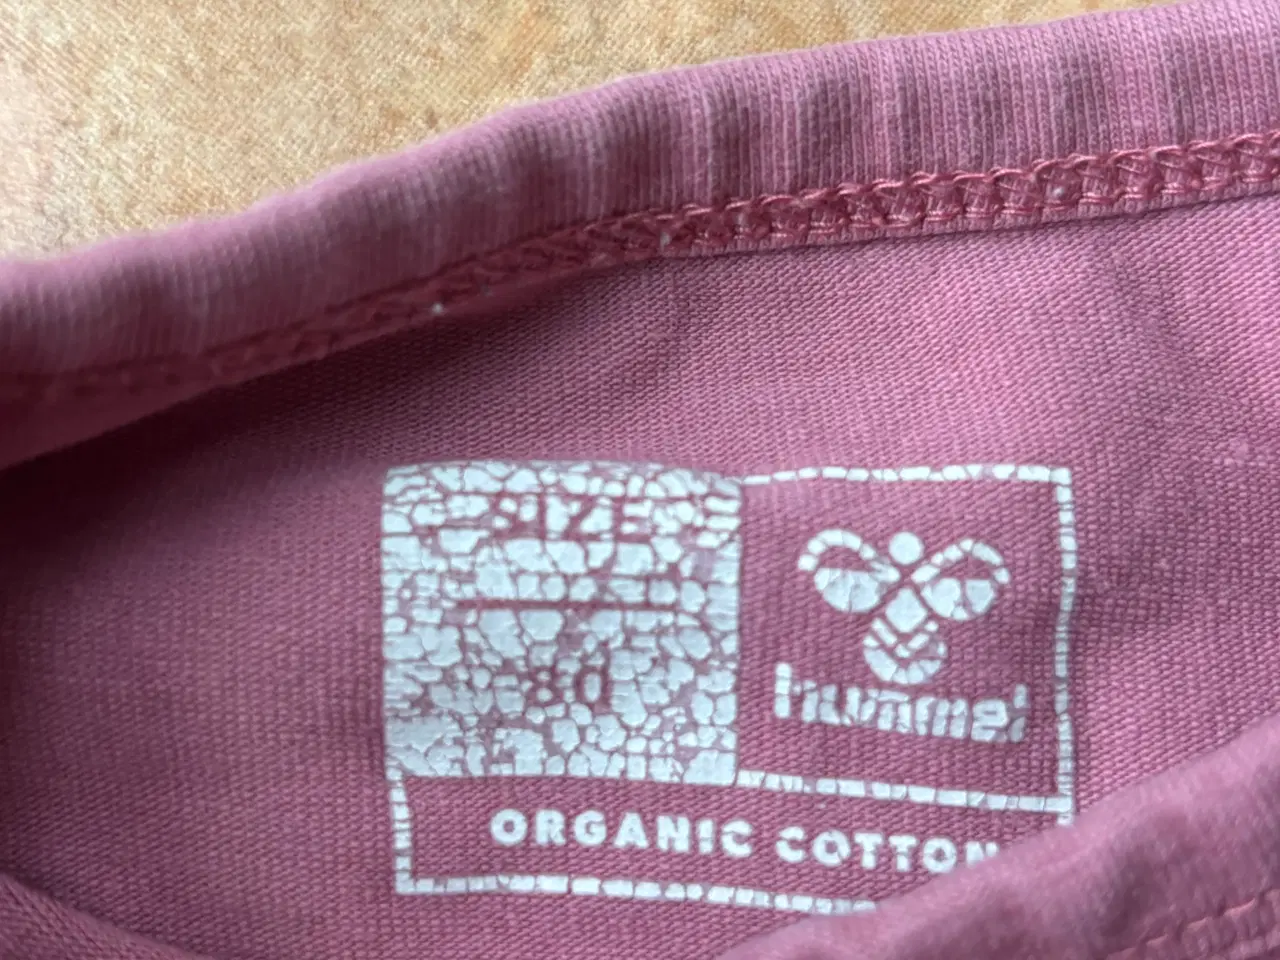 SIZE
80
hummel
ORGANIC COTTON